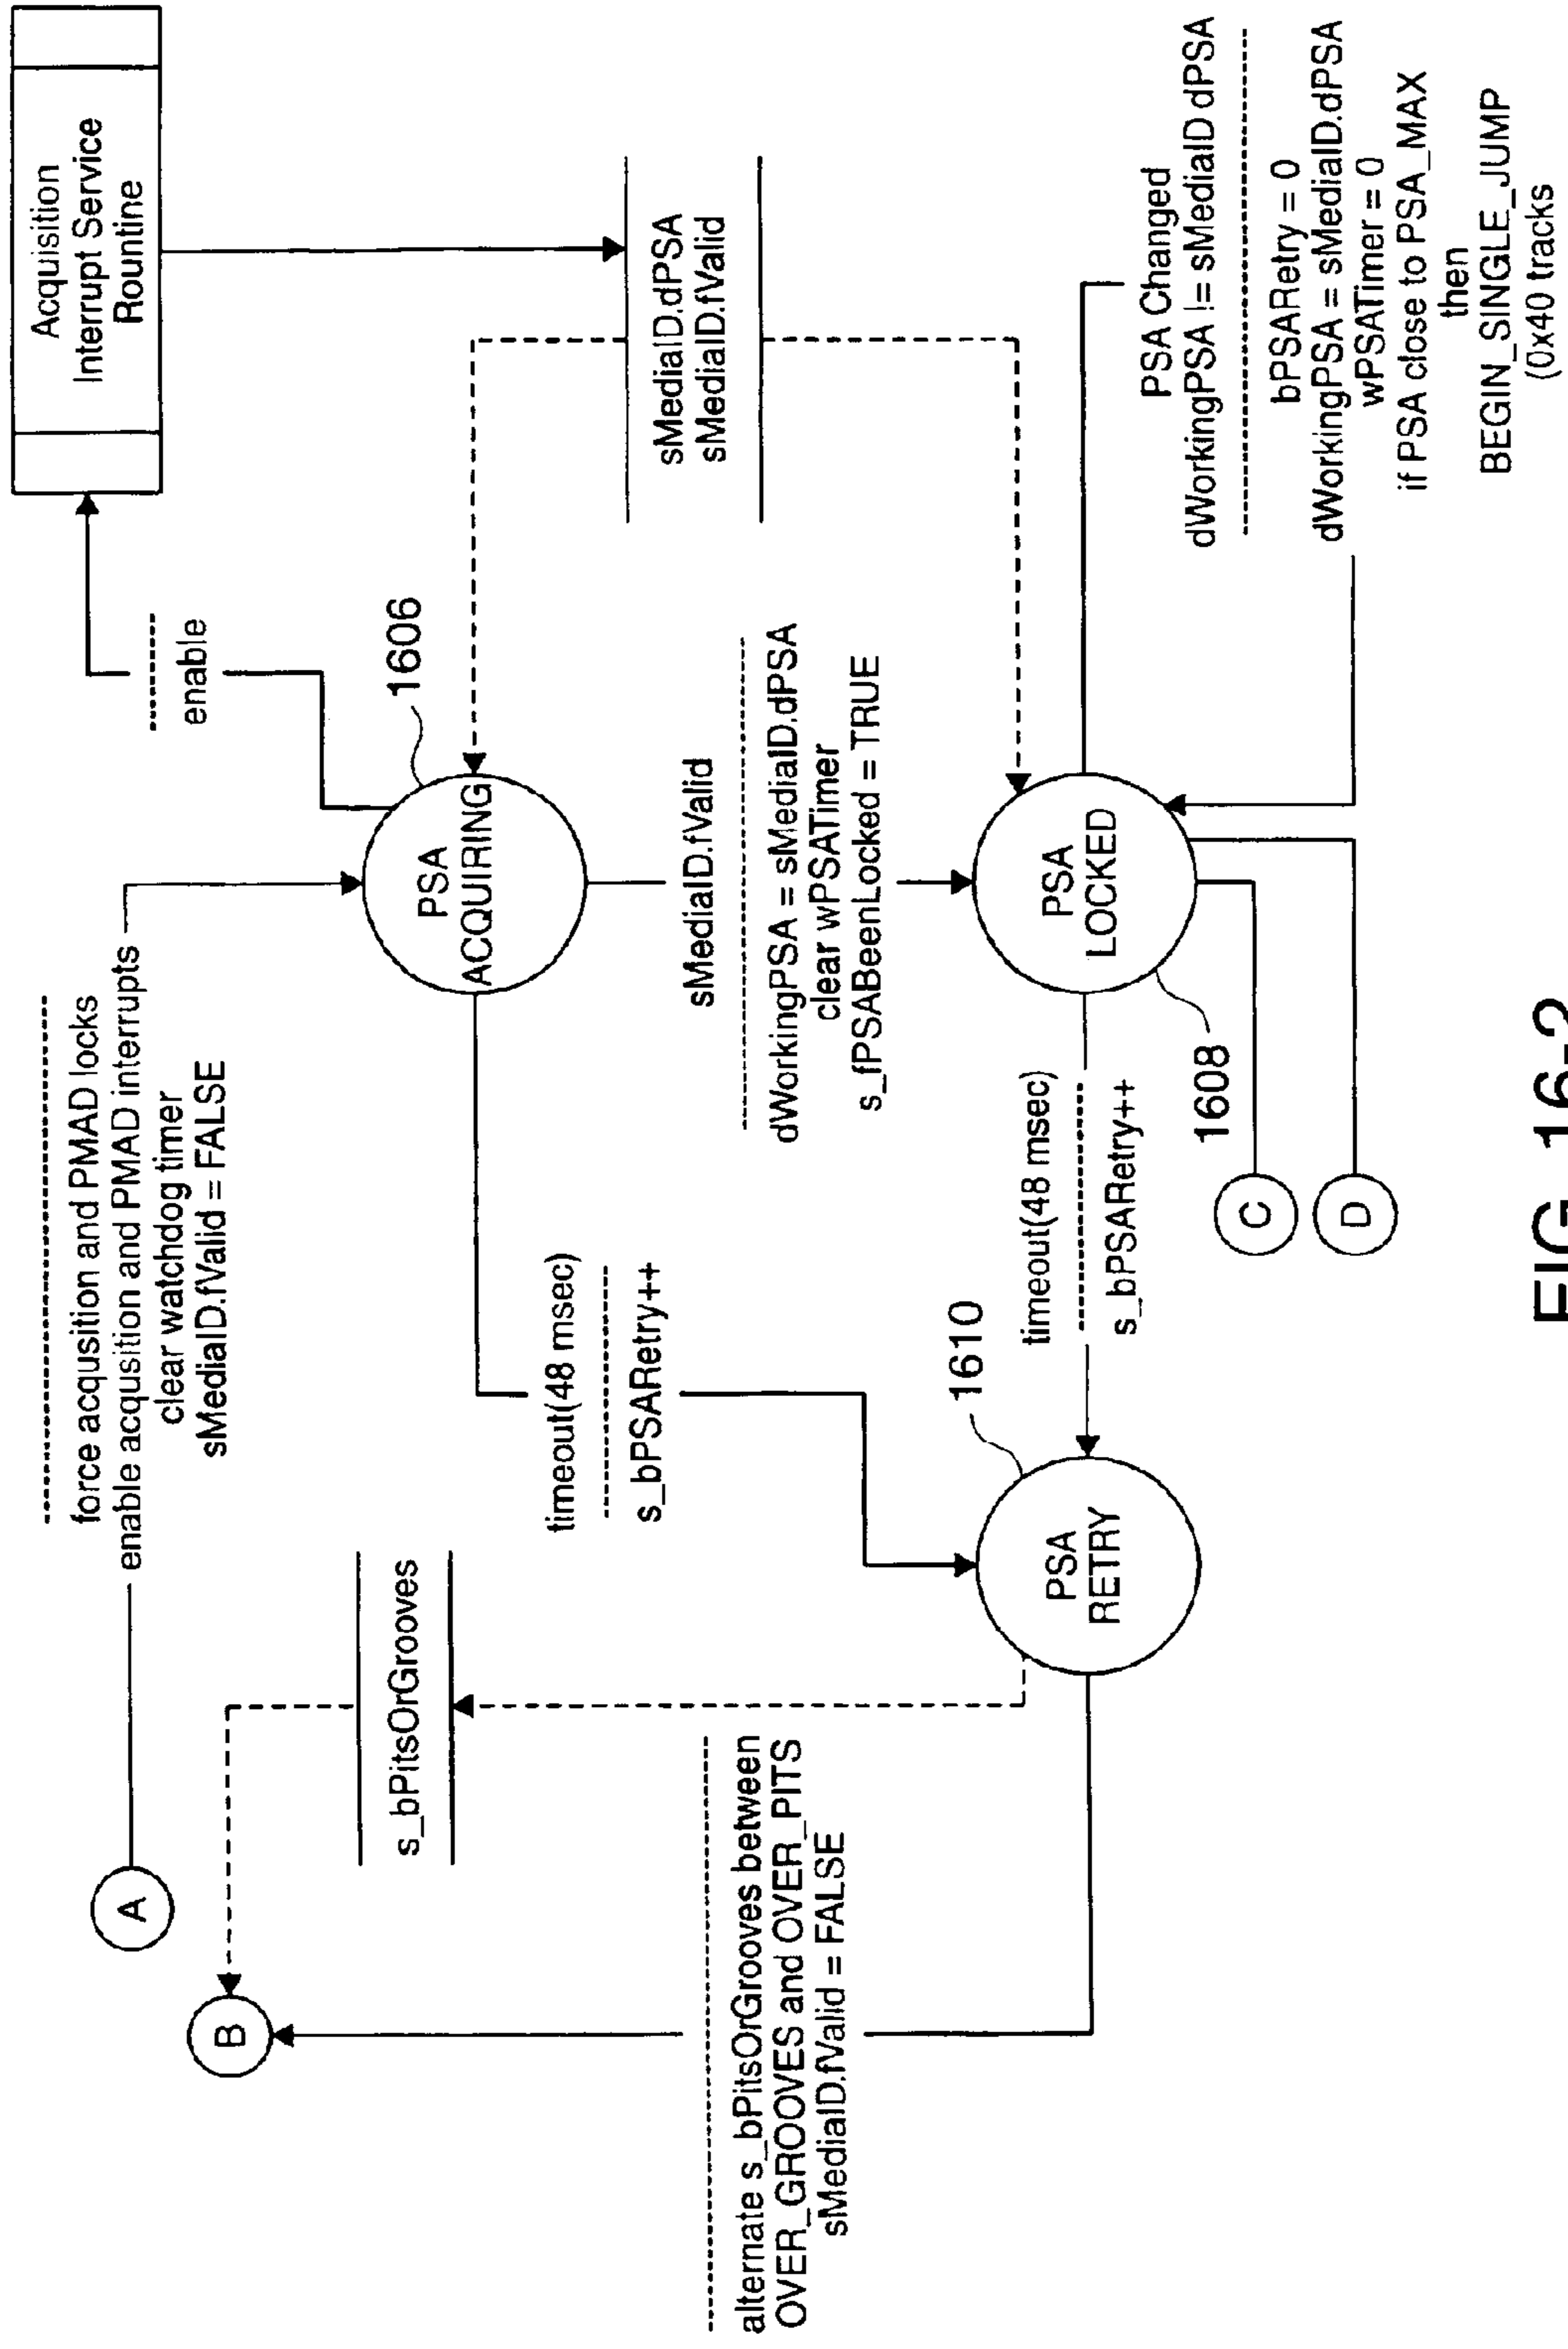 Acquisition
Interrupt Service
Rountine
enable
1606
force acqusition and PMAD locks
enable acqusition and PMAD interrupts
clear watchdog timer
sMediaID.fValid = FALSE
A
B
s_bPitsOrGrooves
PSA
ACQUIRING
sMediaID.dPSA
sMediaID.fValid
timeout(48 msec)
s_bPSARetry++
sMediaID.fValid
dWorkingPSA = sMediaID.dPSA
clear wPSATimer
s_fPSABeenLocked = TRUE
alternate s_bPitsOrGrooves between
OVER_GROOVES and OVER_PITS
sMediaID.fValid = FALSE
1610
PSA
RETRY
timeout(48 msec)
s_bPSARetry++
1608
PSA
LOCKED
C
D
PSA Changed
dWorkingPSA != sMediaID dPSA
bPSARetry = 0
dWorkingPSA = sMediaID.dPSA
wPSATimer = 0
if PSA close to PSA_MAX
then
BEGIN_SINGLE_JUMP
(0x40 tracks
FIG. 16-2